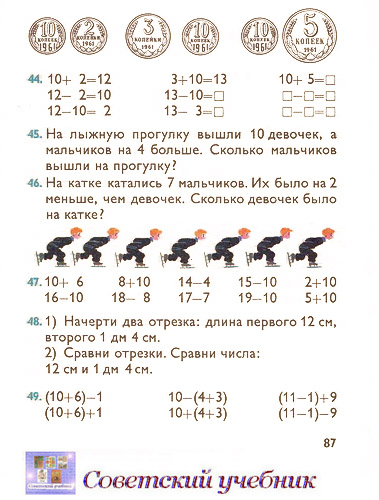 10 КОПЕЕК 1961 2 КОПЕЙКИ 1961 3 КОПЕЙКИ 1961 10 КОПЕЕК 1961 10 КОПЕЕК 1961 2 КОПЕЙКИ 1961 5 КОПЕЕК 1961
44. 10+ 2=12 3+10=13 10+ 5=□
12- 2=10 13-10=□ □-□=□
12-10= 2 13- 3=□ □-□=□
45. На лыжную прогулку вышли 10 девочек, а
мальчиков на 4 больше. Сколько мальчиков
вышли на прогулку?
46. На катке катались 7 мальчиков. Их было на 2
меньше, чем девочек. Сколько девочек было
на катке?
47. 10+ 6 8+10 14-4 15-10 2+10
16-10 18- 8 17-7 19-10 5+10
48. 1) Начерти два отрезка: длина первого 12 см,
второго 1 дм 4 см.
2) Сравни отрезки. Сравни числа:
12 см и 1 дм 4 см.
49. (10+6)-1 10-(4+3) (11-1)+9
(10+6)+1 10+(4+3) (11-1)-9
87
Советский учебник